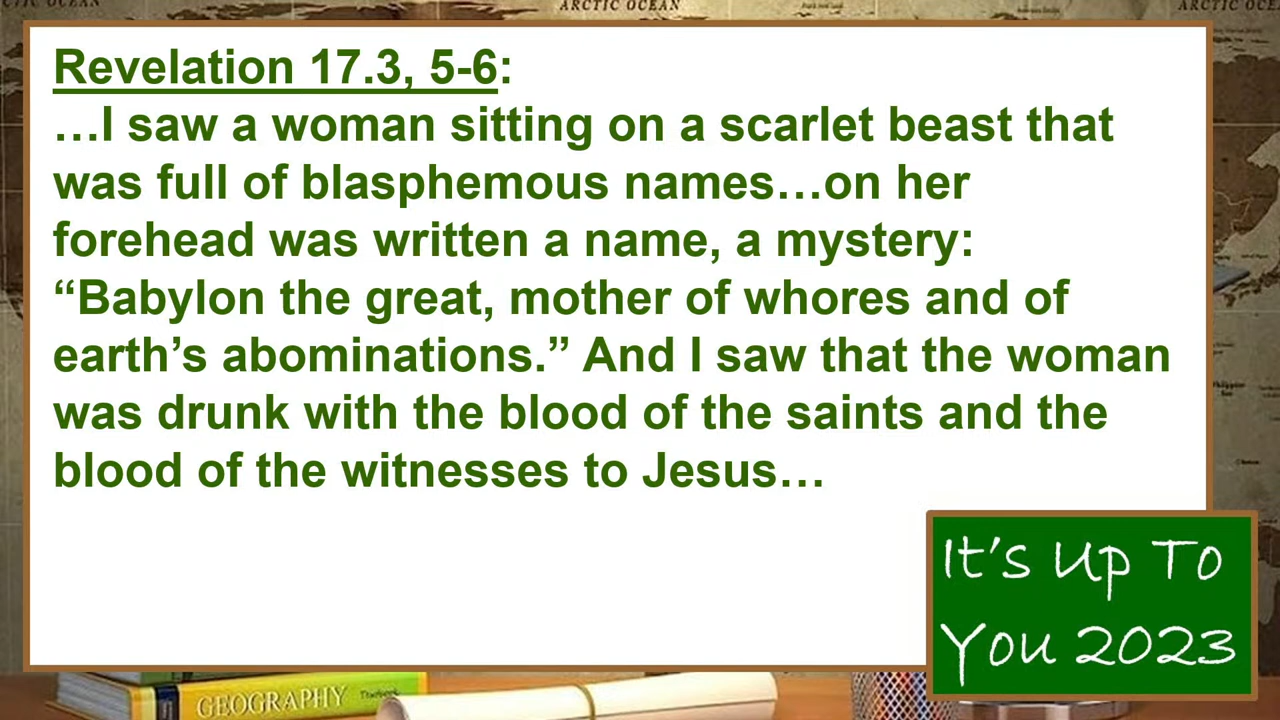 ARCTIC OCEAN
Revelation 17.3, 5-6:
…I saw a woman sitting on a scarlet beast that
was full of blasphemous names…on her
forehead was written a name, a mystery:
“Babylon the great, mother of whores and of
earth’s abominations.” And I saw that the woman
was drunk with the blood of the saints and the
blood of the witnesses to Jesus…
It’s Up To
You 2023
GEOGRAPHY